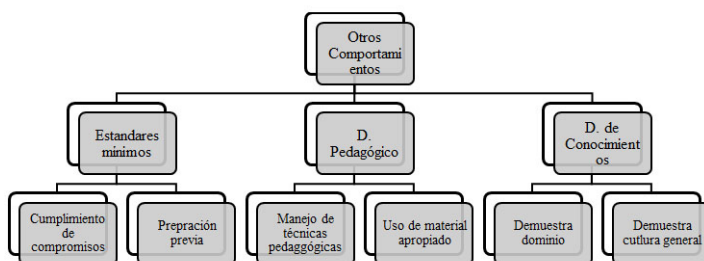 Otros
Comportami
entos
Estandares
mínimos
D.
Pedagógico
D. de
Conocimient
os
Cumplimiento
de
compromisos
Prepración
previa
Manejo de
técnicas
pedaggógicas
Uso de material
apropiado
Demuestra
dominio
Demuestra
cutlura general